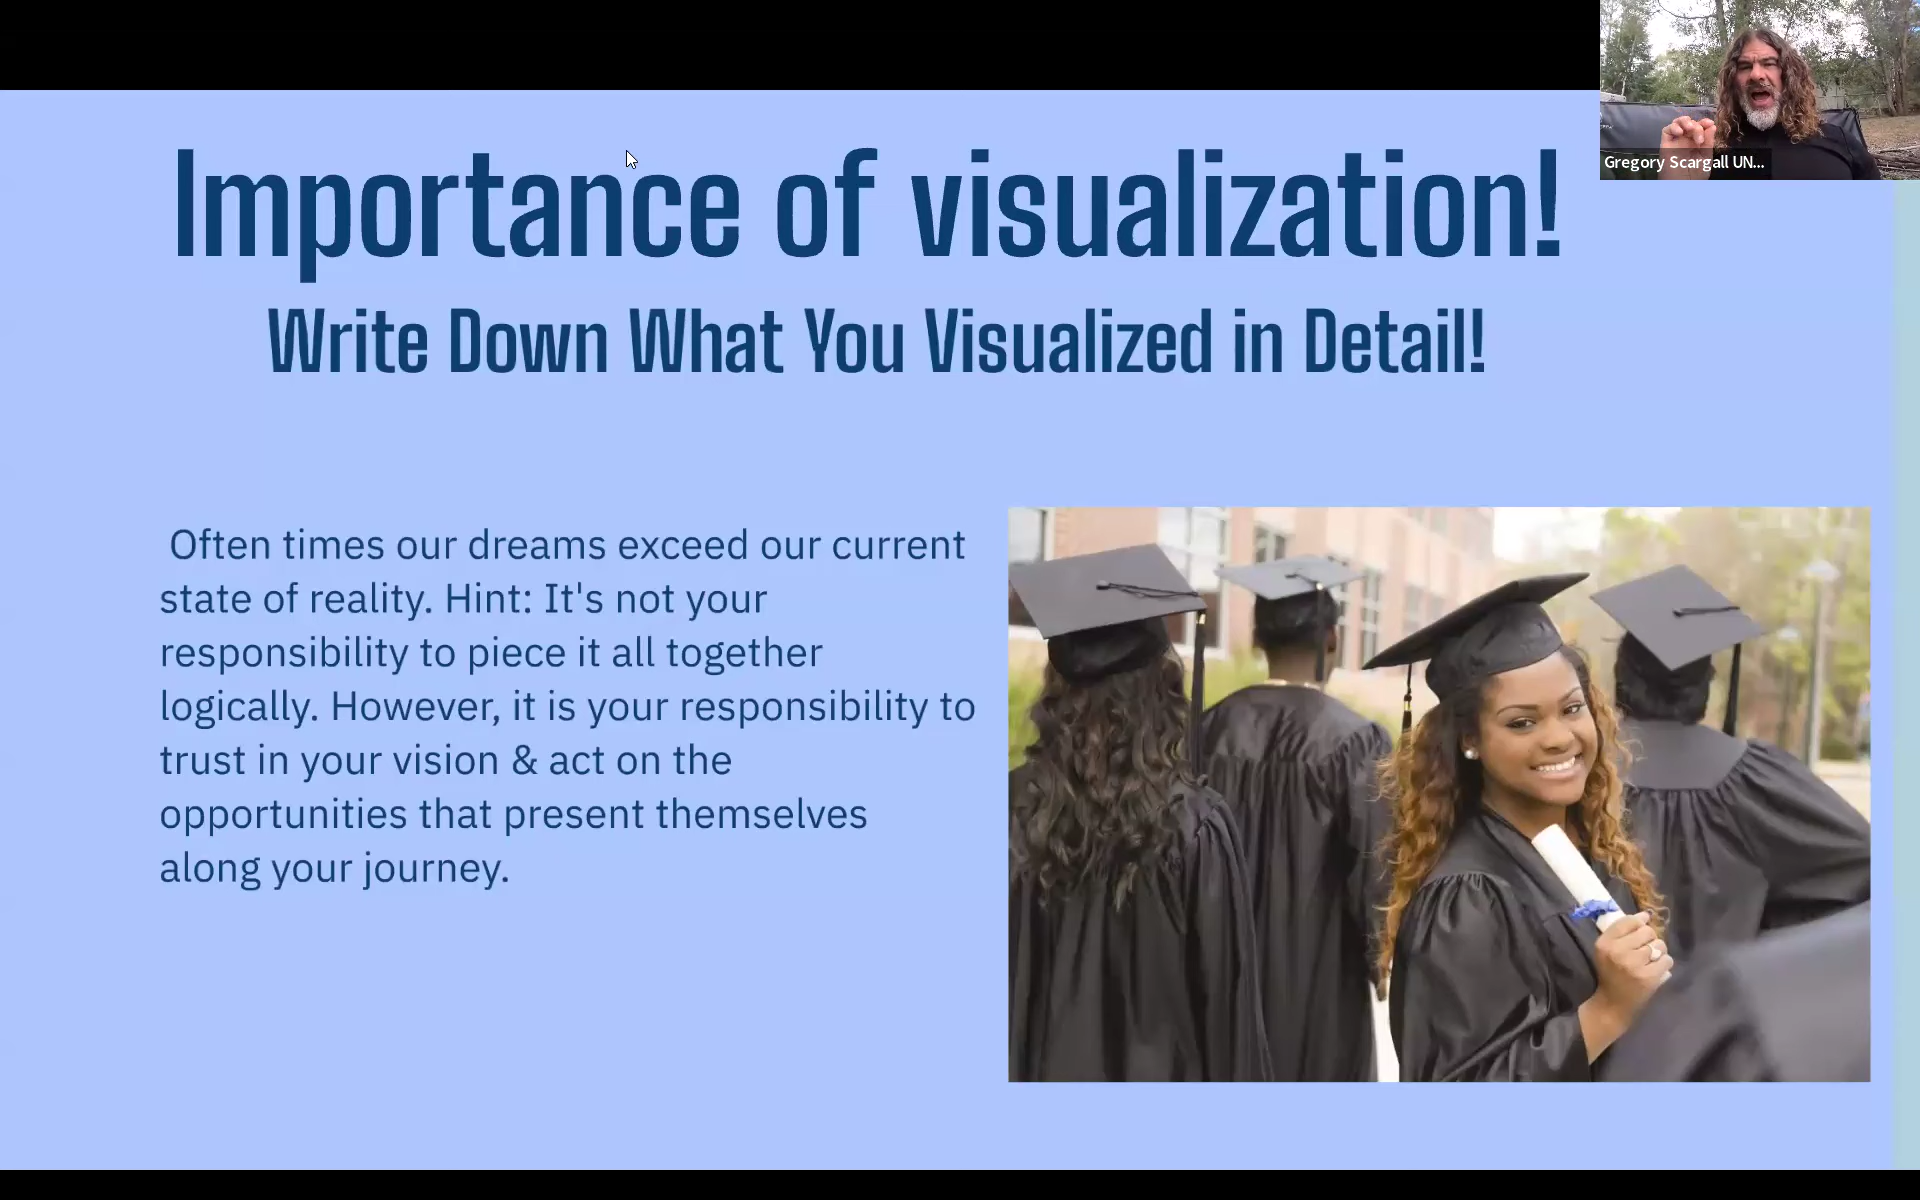 Importance of visualization!
Write Down What You Visualized in Detail!
Often times our dreams exceed our current
state of reality. Hint: It's not your
responsibility to piece it all together
logically. However, it is your responsibility to
trust in your vision & act on the
opportunities that present themselves
along your journey.
Gregory Scargall UN...